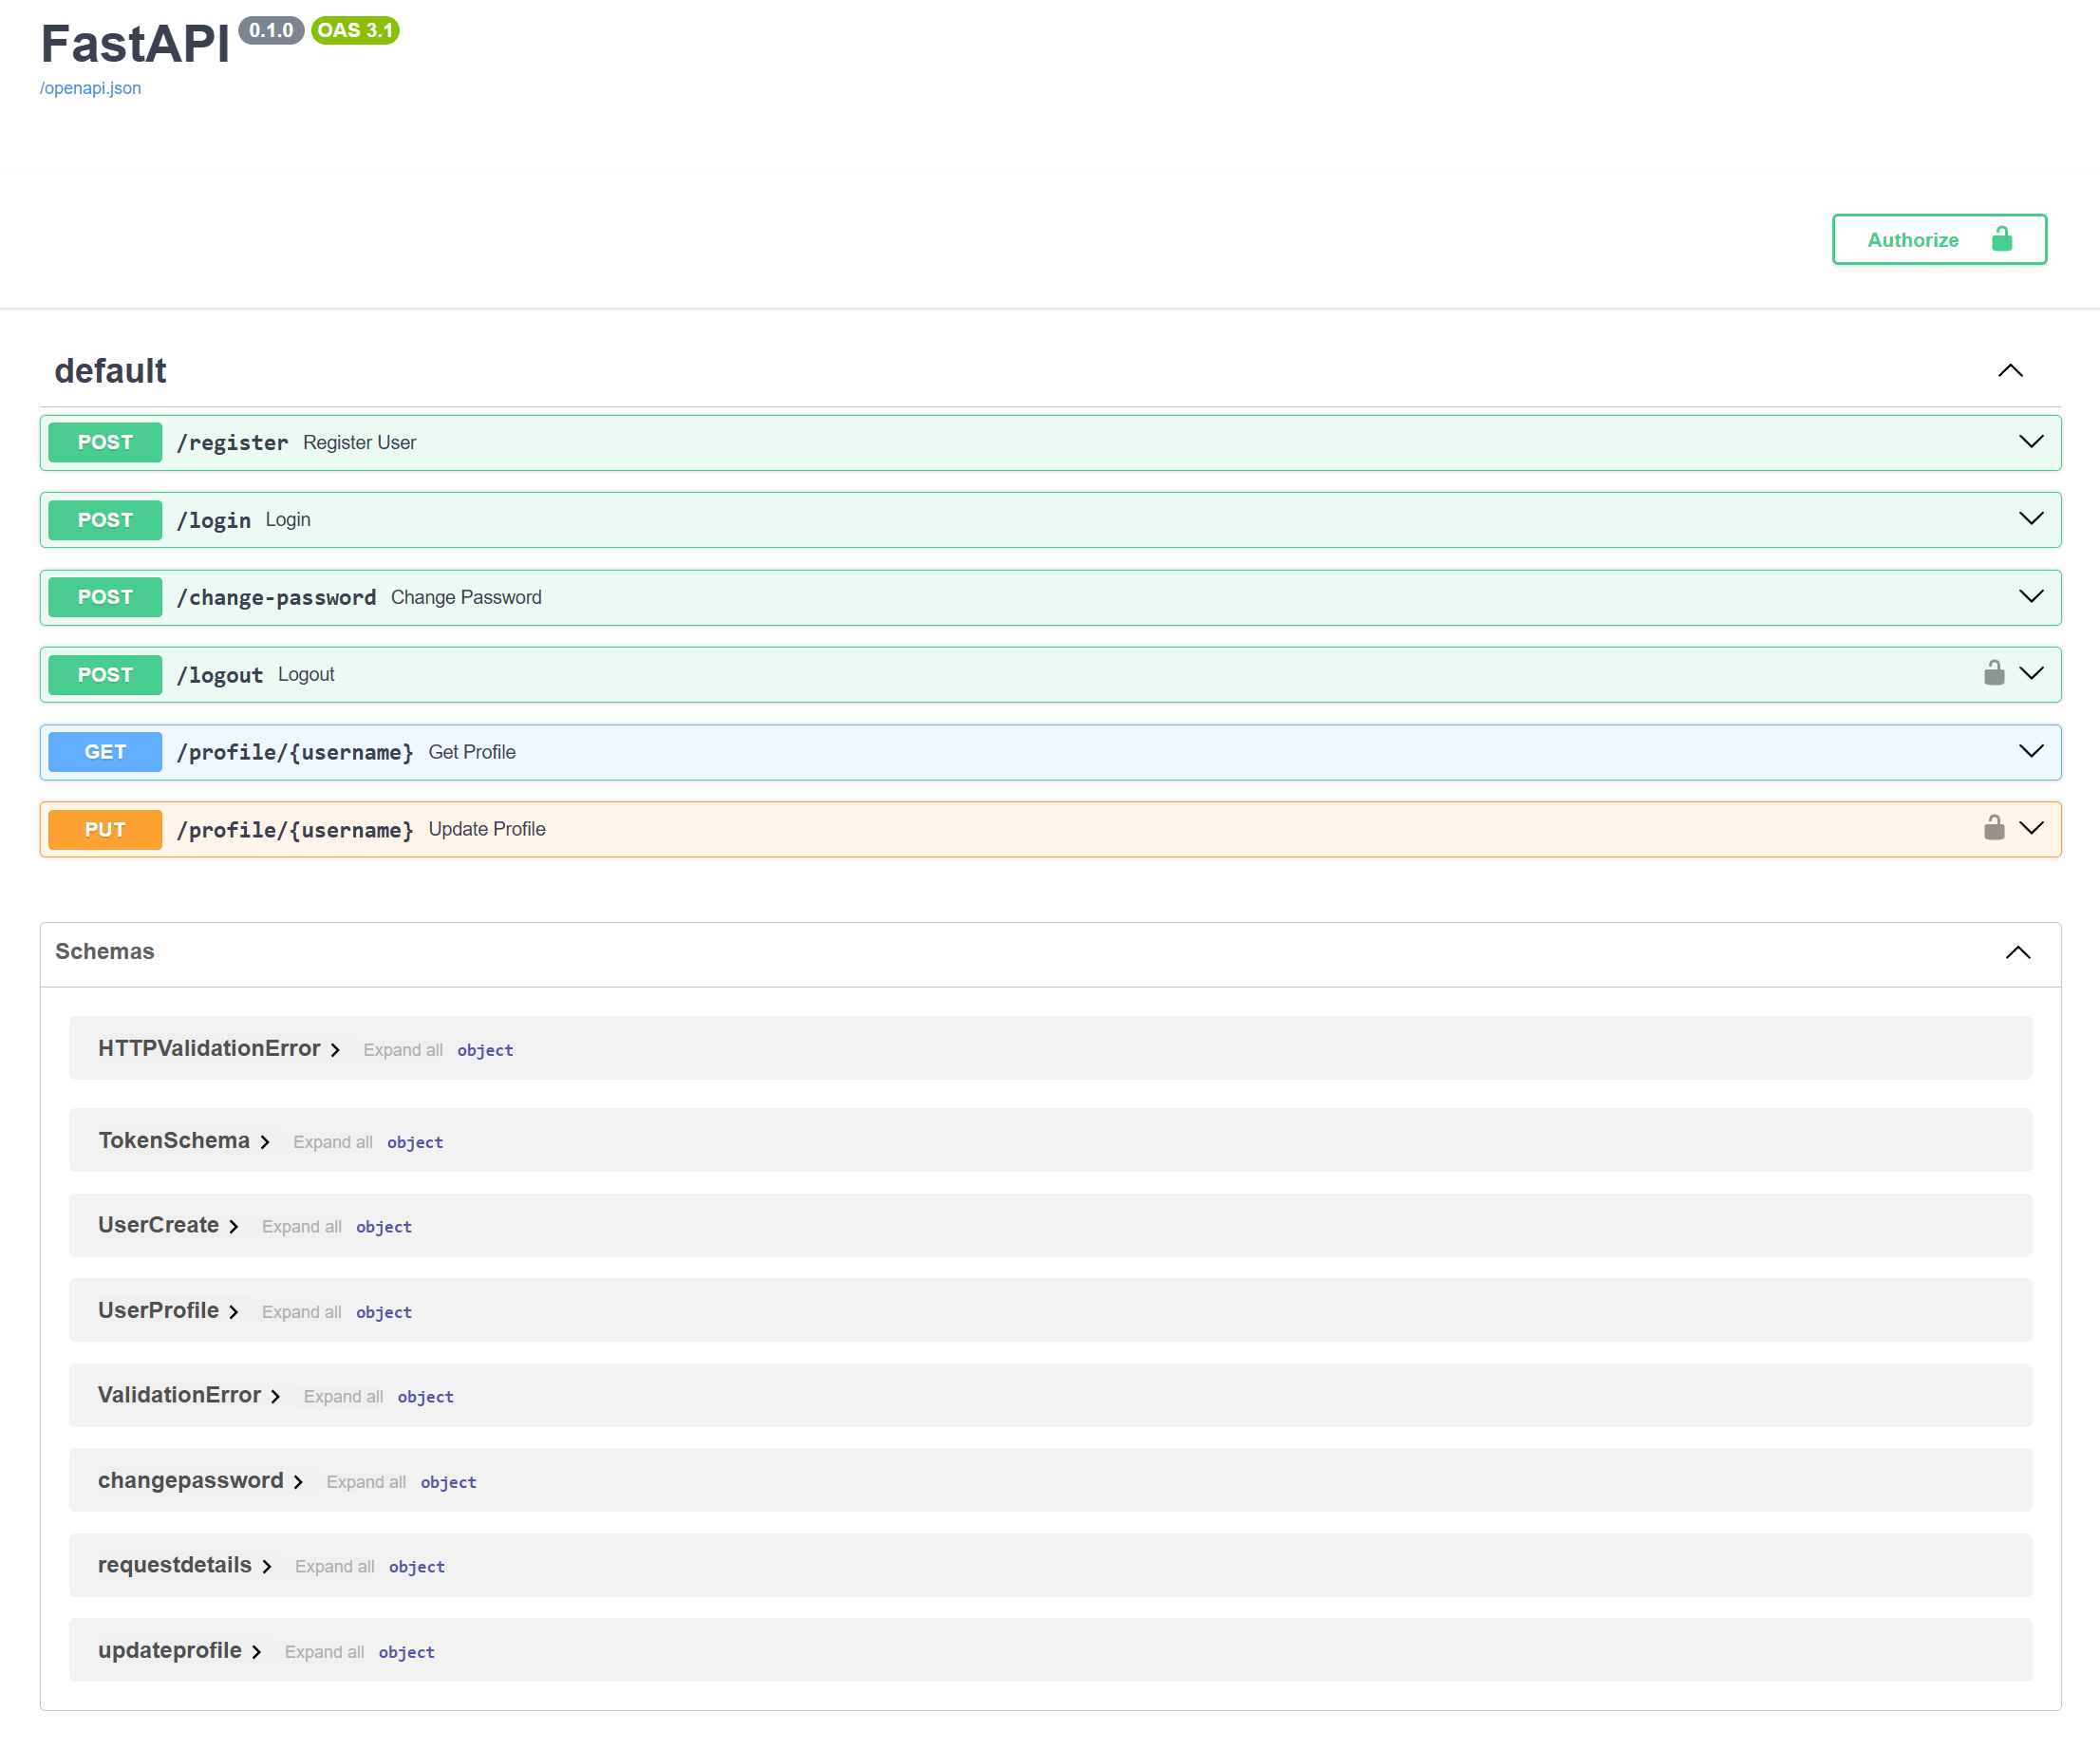 FastAPI 0.1.0 OAS 3.1
/openapi.json
Authorize
default
POST /register Register User
POST /login Login
POST /change-password Change Password
POST /logout Logout
GET /profile/{username} Get Profile
PUT /profile/{username} Update Profile
Schemas
HTTPValidationError Expand all object
TokenSchema Expand all object
UserCreate Expand all object
UserProfile Expand all object
ValidationError Expand all object
changepassword Expand all object
requestdetails Expand all object
updateprofile Expand all object